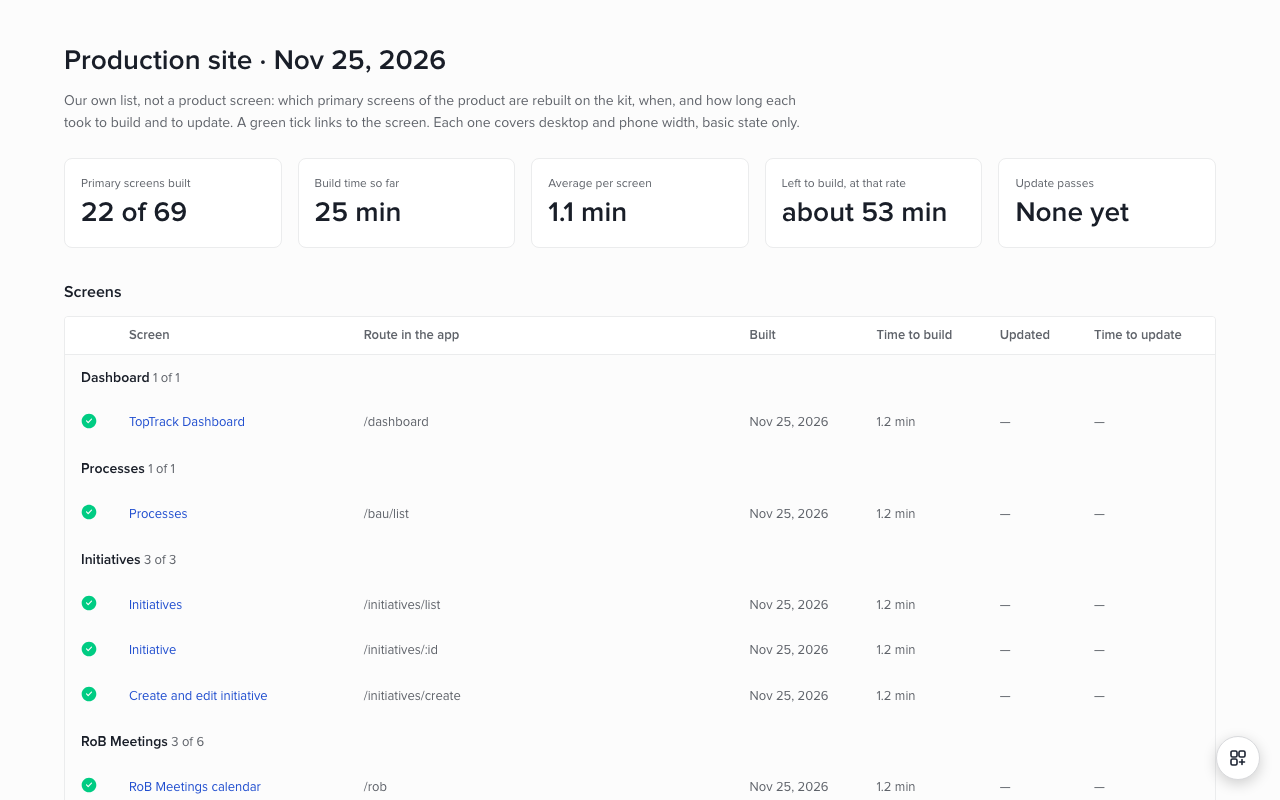 Production site · Nov 25, 2026
Our own list, not a product screen: which primary screens of the product are rebuilt on the kit, when, and how long each
took to build and to update. A green tick links to the screen. Each one covers desktop and phone width, basic state only.
Primary screens built
22 of 69
Build time so far
25 min
Average per screen
1.1 min
Left to build, at that rate
about 53 min
Update passes
None yet
Screens
Screen Route in the app Built Time to build Updated Time to update
Dashboard 1 of 1
TopTrack Dashboard /dashboard Nov 25, 2026 1.2 min — —
Processes 1 of 1
Processes /bau/list Nov 25, 2026 1.2 min — —
Initiatives 3 of 3
Initiatives /initiatives/list Nov 25, 2026 1.2 min — —
Initiative /initiatives/:id Nov 25, 2026 1.2 min — —
Create and edit initiative /initiatives/create Nov 25, 2026 1.2 min — —
RoB Meetings 3 of 6
RoB Meetings calendar /rob Nov 25, 2026 1.2 min — —